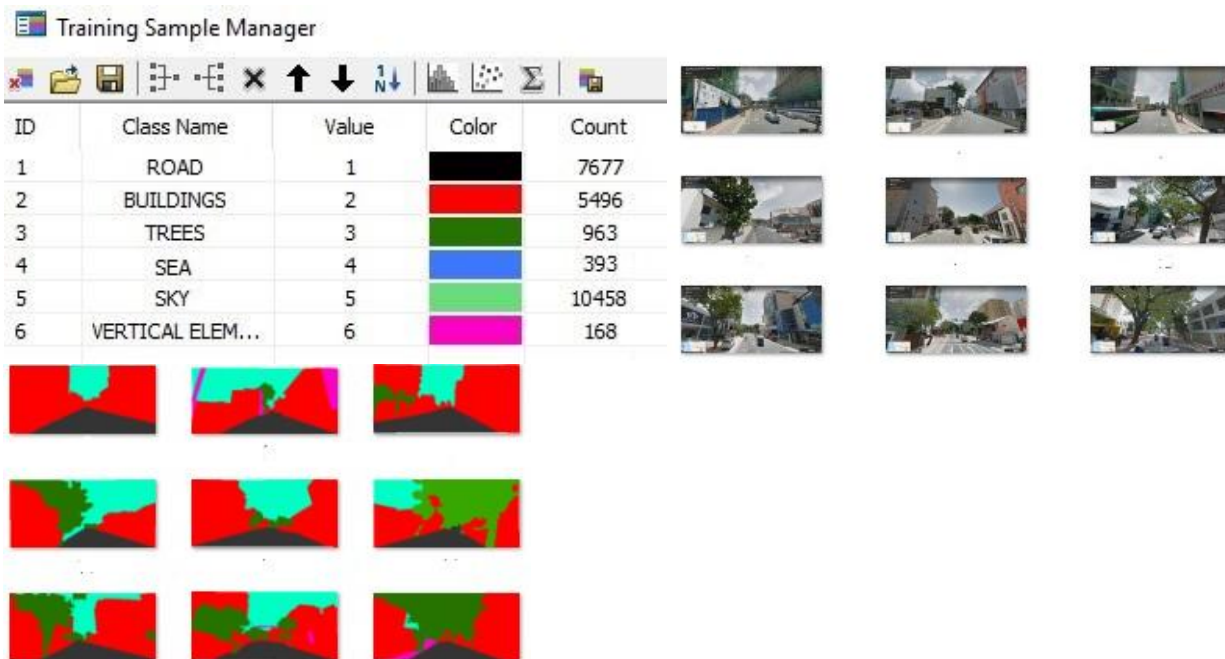 Training Sample Manager
ID Class Name Value Color Count
1 ROAD 1 7677
2 BUILDINGS 2 5496
3 TREES 3 963
4 SEA 4 393
5 SKY 5 10458
6 VERTICAL ELEM... 6 168